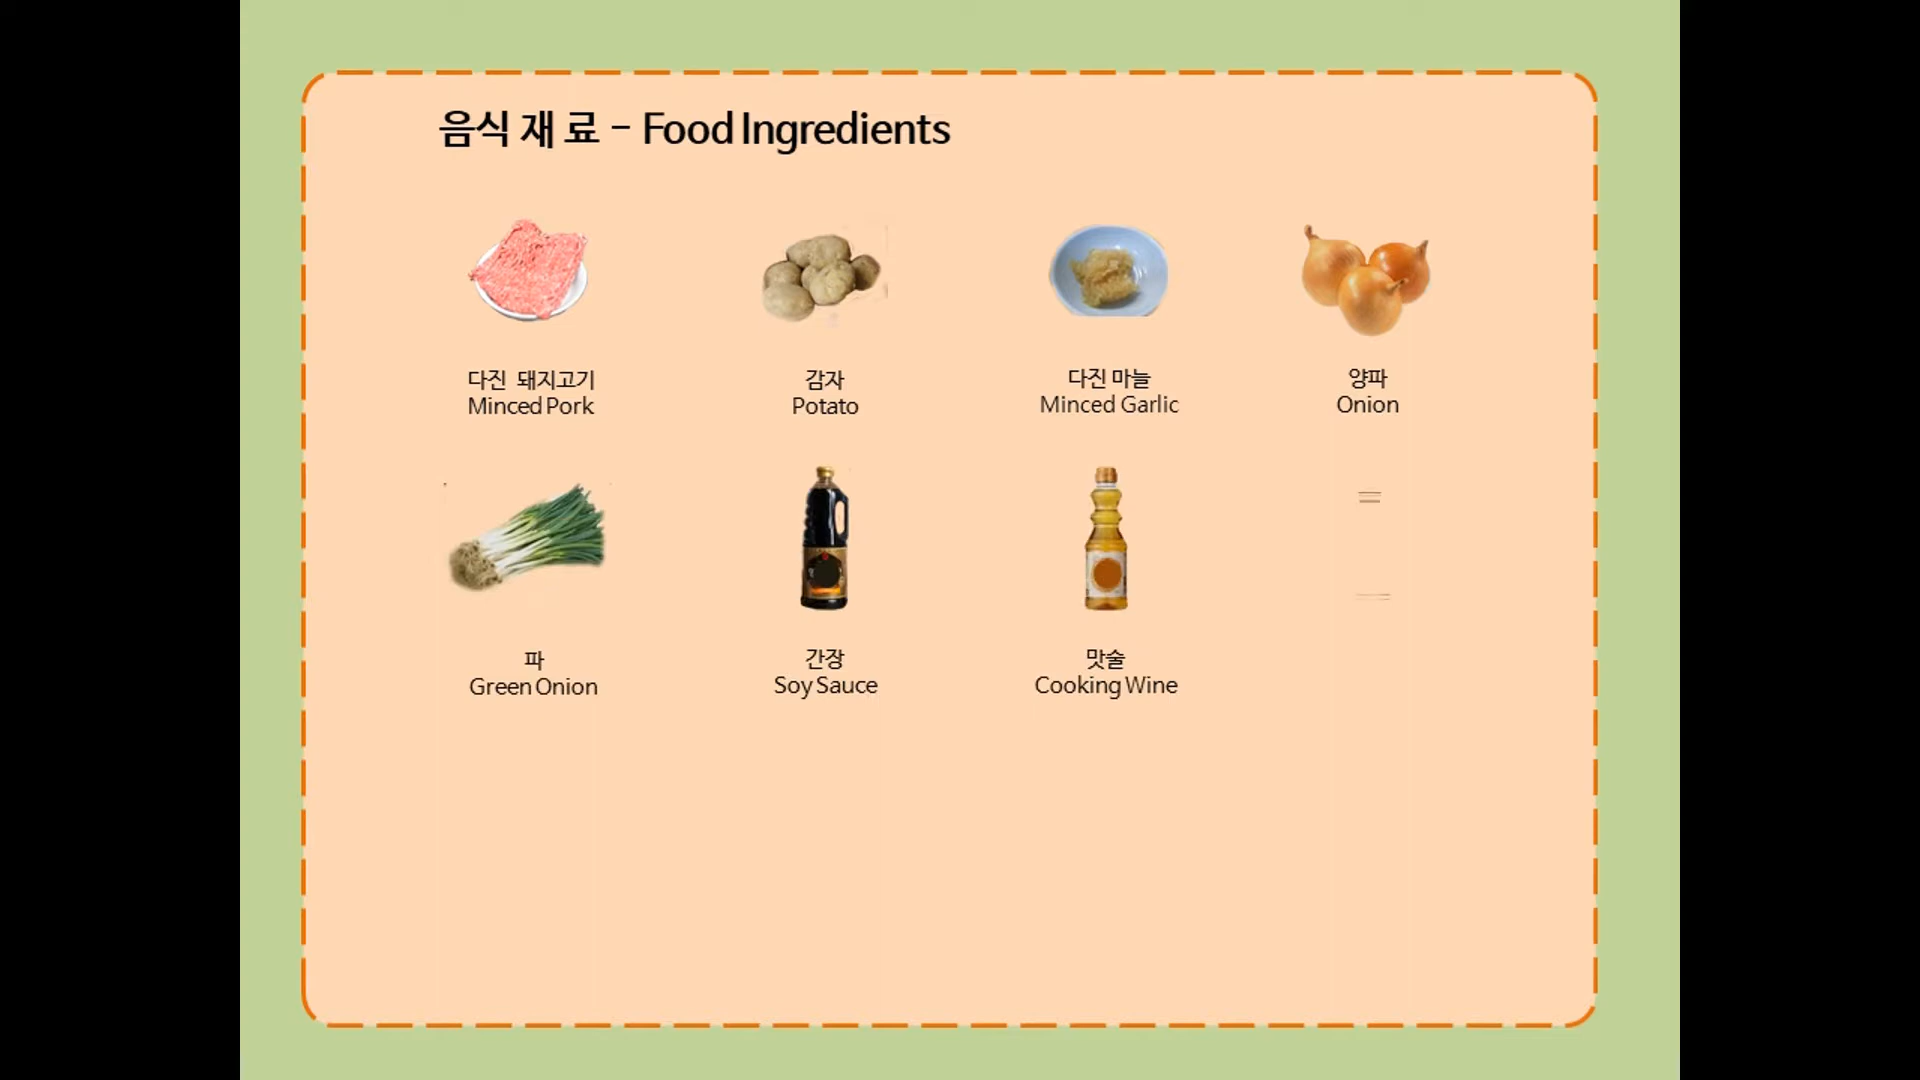 음식 재 료 - Food Ingredients
다진 돼지고기
Minced Pork
감자
Potato
다진 마늘
Minced Garlic
양파
Onion
파
Green Onion
간장
Soy Sauce
맛술
Cooking Wine